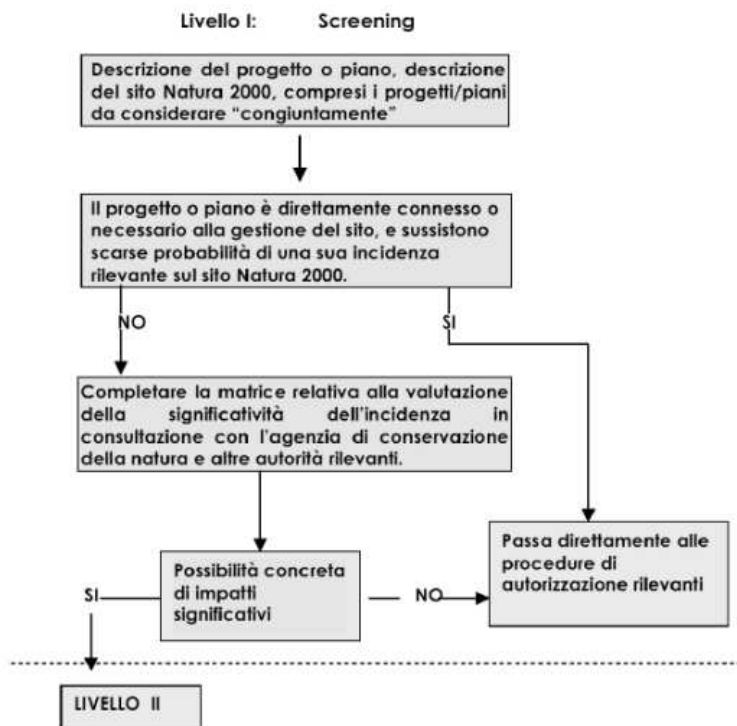 Livello I: Screening
Descrizione del progetto o piano, descrizione
del sito Natura 2000, compresi i progetti/piani
da considerare “congiuntamente”
Il progetto o piano è direttamente connesso o
necessario alla gestione del sito, e sussistono
scarse probabilità di una sua incidenza
rilevante sul sito Natura 2000.
NO
SI
Completare la matrice relativa alla valutazione
della significatività dell’incidenza in
consultazione con l’agenzia di conservazione
della natura e altre autorità rilevanti.
Possibilità concreta
di impatti
significativi
SI
NO
Passa direttamente alle
procedure di
autorizzazione rilevanti
LIVELLO II